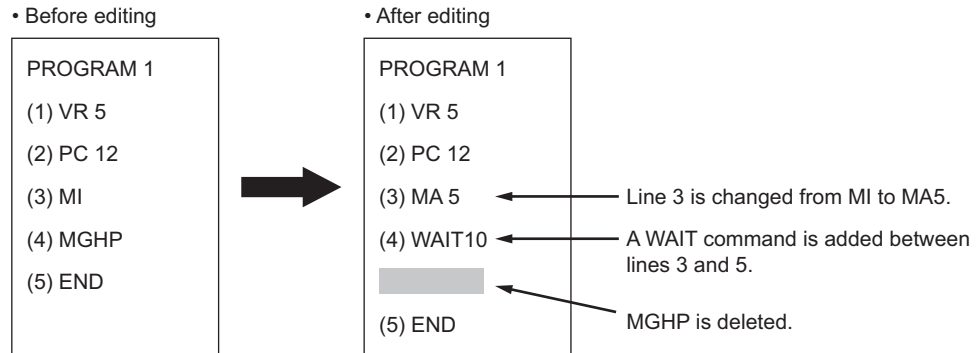 • Before editing
PROGRAM 1
(1) VR 5
(2) PC 12
(3) MI
(4) MGHP
(5) END
• After editing
PROGRAM 1
(1) VR 5
(2) PC 12
(3) MA 5
(4) WAIT10
(5) END
Line 3 is changed from MI to MA5.
A WAIT command is added between
lines 3 and 5.
MGHP is deleted.